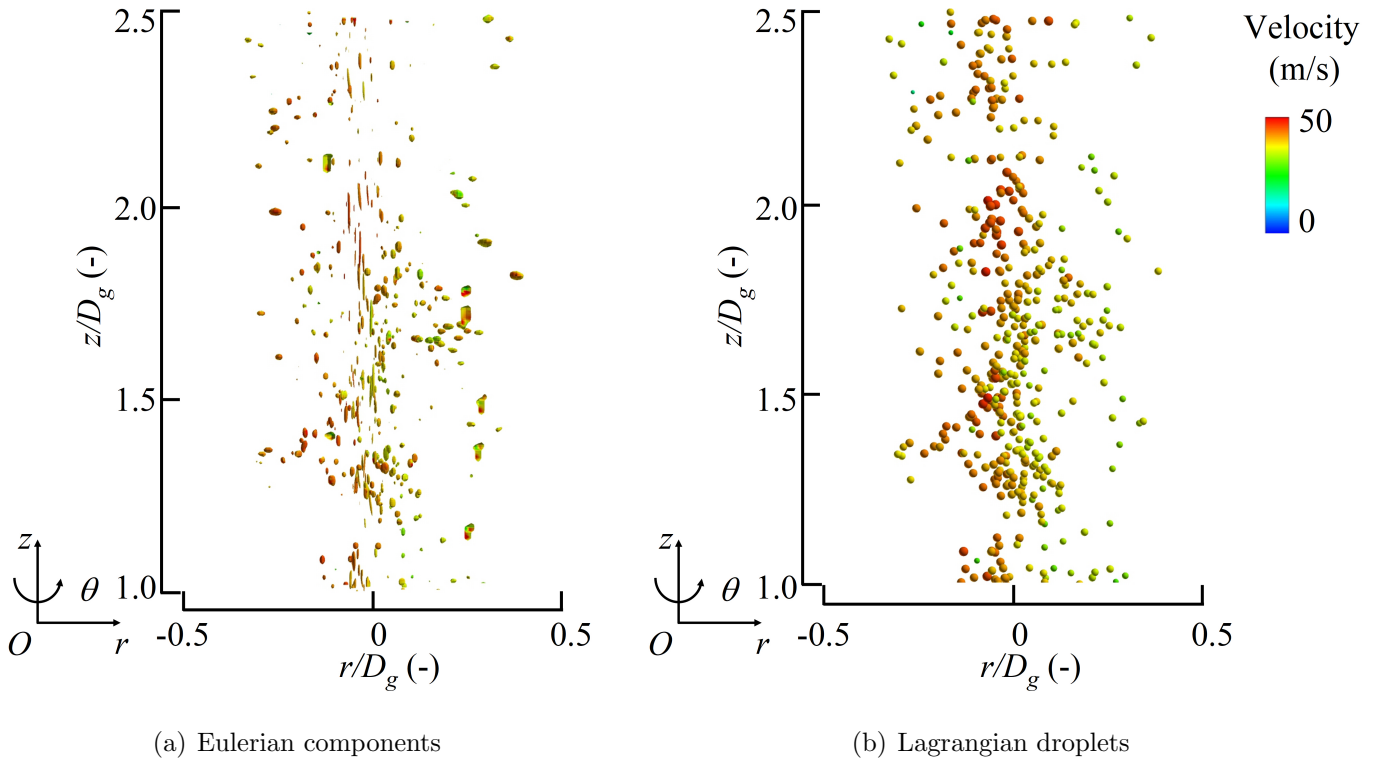 2.5
2.0
1.5
1.0
z/D_g (-)
-0.5 0 0.5
r/D_g (-)
z
θ
O r
2.5
2.0
1.5
1.0
z/D_g (-)
-0.5 0 0.5
r/D_g (-)
z
θ
O r
Velocity
(m/s)
50
0
(a) Eulerian components
(b) Lagrangian droplets